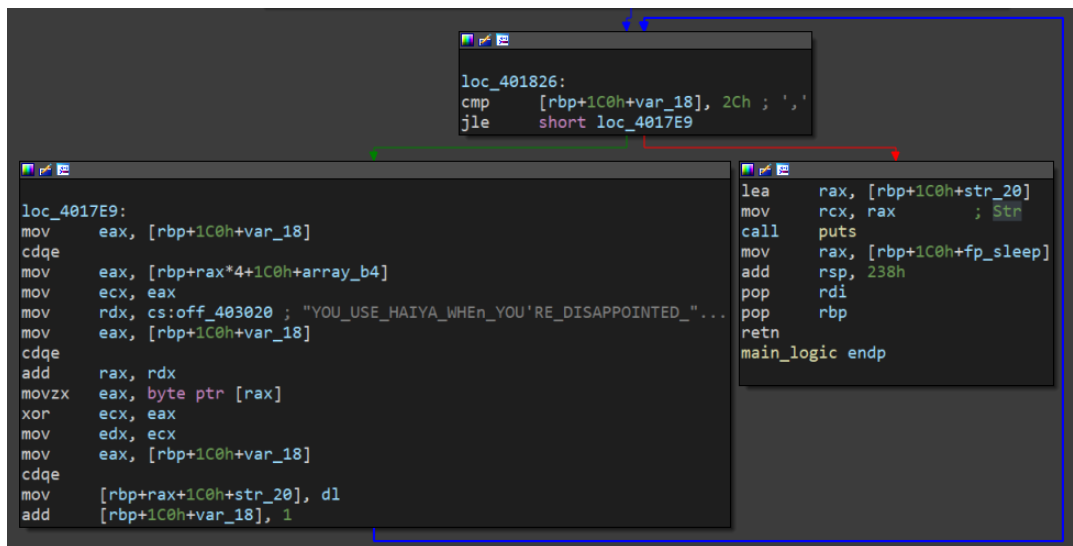 loc_401826:
cmp     [rbp+1C0h+var_18], 2Ch ; ','
jle     short loc_4017E9
loc_4017E9:
mov     eax, [rbp+1C0h+var_18]
cdqe
mov     eax, [rbp+rax*4+1C0h+array_b4]
mov     ecx, eax
mov     rdx, cs:off_403020 ; "YOU_USE_HAIYA_WHEn_YOU'RE_DISAPPOINTED_"...
mov     eax, [rbp+1C0h+var_18]
cdqe
add     rax, rdx
movzx   eax, byte ptr [rax]
xor     ecx, eax
mov     edx, ecx
mov     eax, [rbp+1C0h+var_18]
cdqe
mov     [rbp+rax+1C0h+str_20], dl
add     [rbp+1C0h+var_18], 1
lea     rax, [rbp+1C0h+str_20]
mov     rcx, rax        ; Str
call    puts
mov     rax, [rbp+1C0h+fp_sleep]
add     rsp, 238h
pop     rdi
pop     rbp
retn
main_logic endp